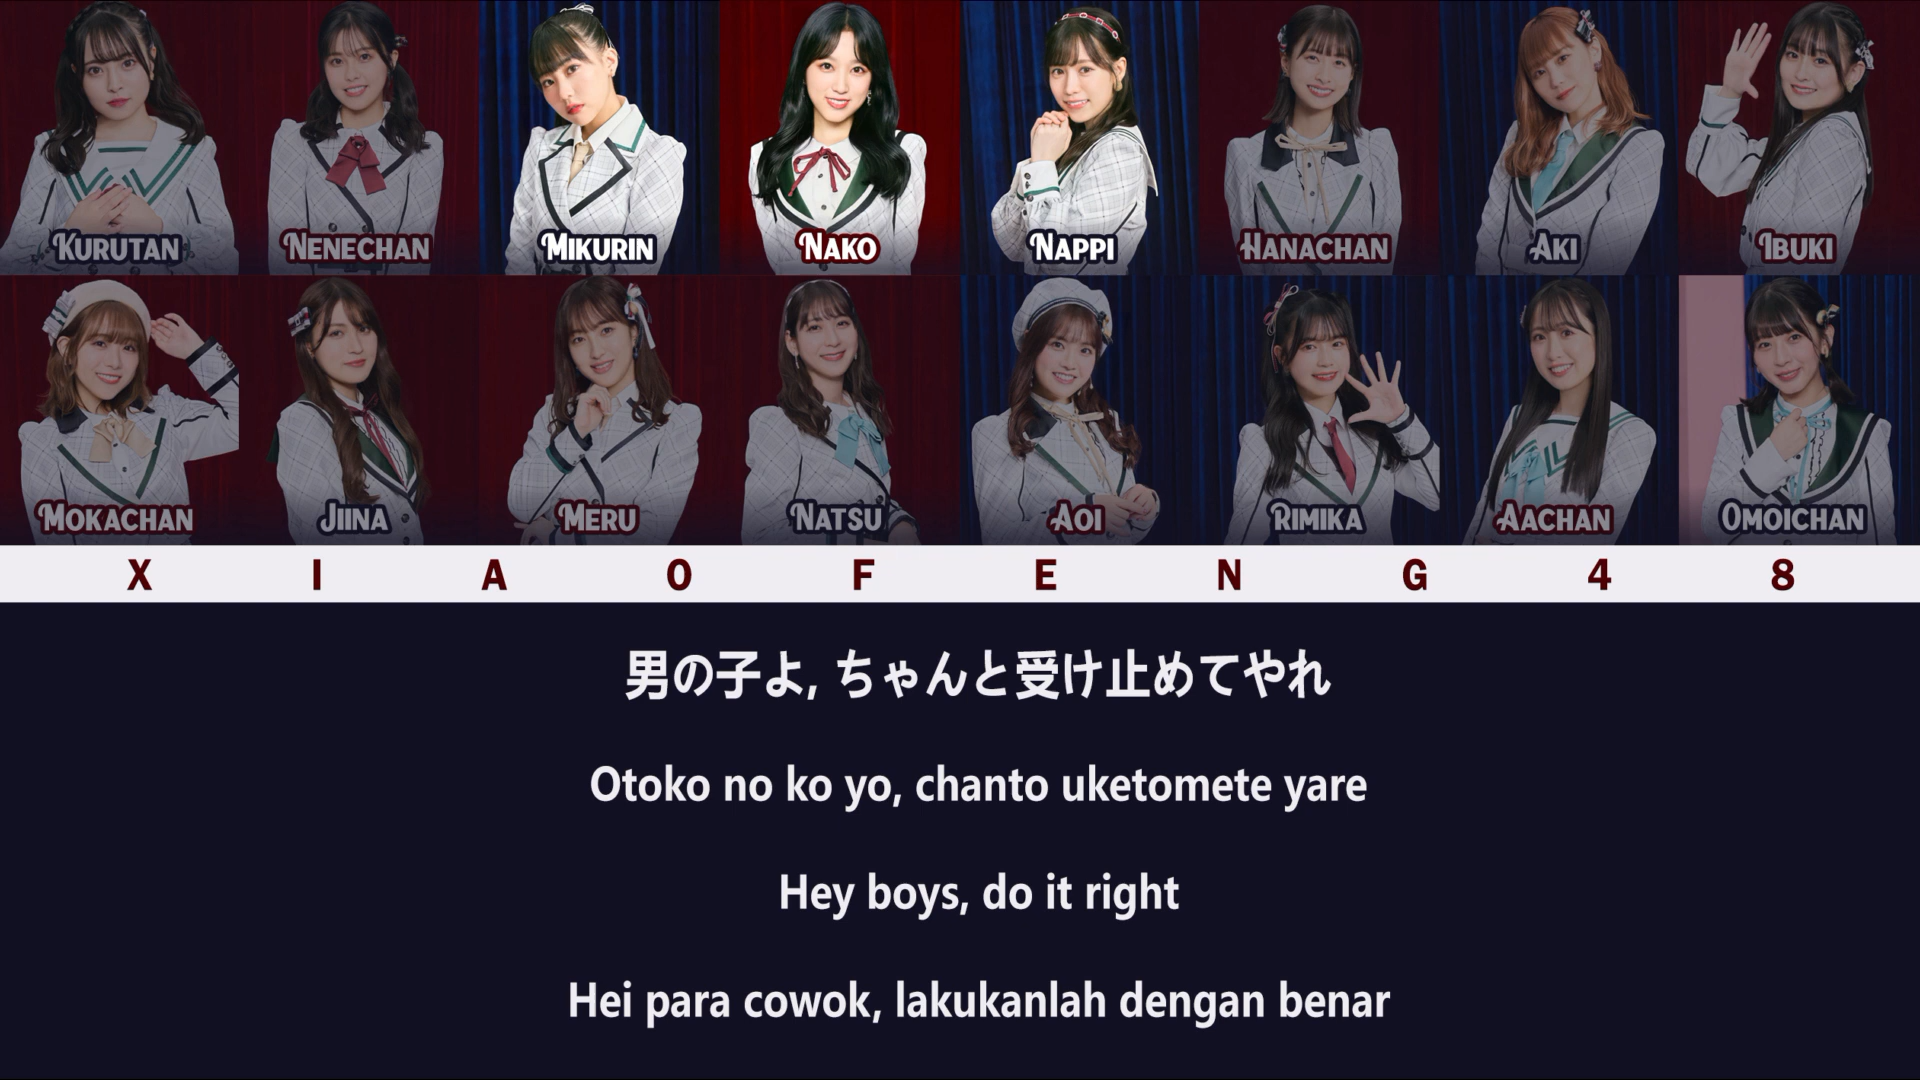 KURUTAN NENECHAN MIKURIN NAKO NAPPI HANACHAN AKI IBUKI
MOKACHAN JIINA MERU NATSU AOI RIMIKA AACHAN OMOICHAN
X I A O F E N G 4 8
男の子よ, ちゃんと受け止めてやれ
Otoko no ko yo, chanto uketomete yare
Hey boys, do it right
Hei para cowok, lakukanlah dengan benar